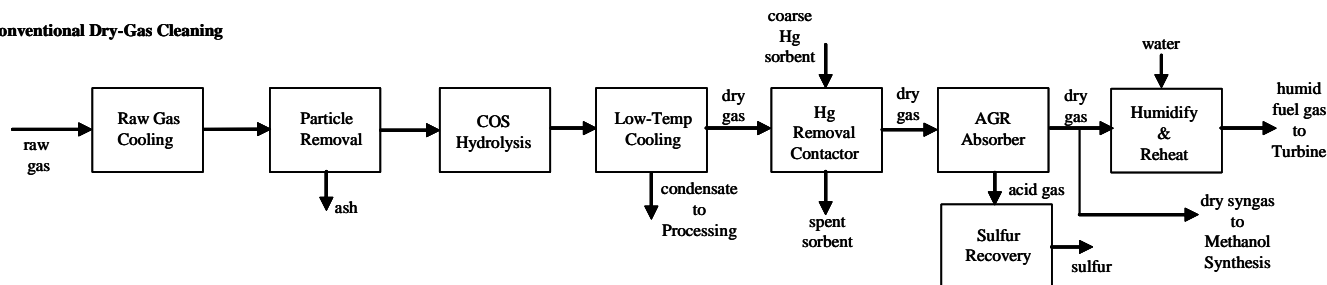 onventional Dry-Gas Cleaning
coarse
Hg
sorbent
water
raw
gas
Raw Gas
Cooling
Particle
Removal
ash
COS
Hydrolysis
Low-Temp
Cooling
condensate
to
Processing
dry
gas
Hg
Removal
Contactor
spent
sorbent
dry
gas
AGR
Absorber
acid gas
Sulfur
Recovery
sulfur
dry
gas
Humidify
&
Reheat
humid
fuel gas
to
Turbine
dry syngas
to
Methanol
Synthesis